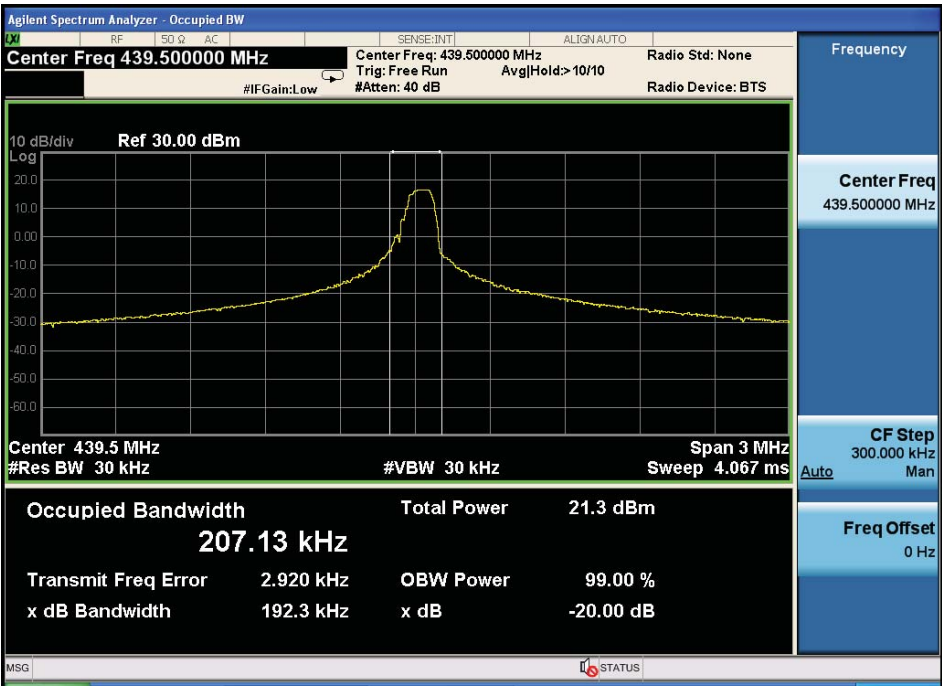 Agilent Spectrum Analyzer - Occupied BW
LXI RF 50 Ω AC SENSE:INT ALIGN AUTO
Center Freq 439.500000 MHz
#IFGain:Low
Center Freq: 439.500000 MHz
Trig: Free Run Avg|Hold:>10/10
#Atten: 40 dB
Radio Std: None
Radio Device: BTS
10 dB/div Ref 30.00 dBm
Log
20.0
10.0
0.00
-10.0
-20.0
-30.0
-40.0
-50.0
-60.0
Center 439.5 MHz Span 3 MHz
#Res BW 30 kHz #VBW 30 kHz Sweep 4.067 ms
Occupied Bandwidth Total Power 21.3 dBm
207.13 kHz
Transmit Freq Error 2.920 kHz OBW Power 99.00 %
x dB Bandwidth 192.3 kHz x dB -20.00 dB
MSG STATUS
Frequency
Center Freq
439.500000 MHz
CF Step
300.000 kHz
Auto Man
Freq Offset
0 Hz